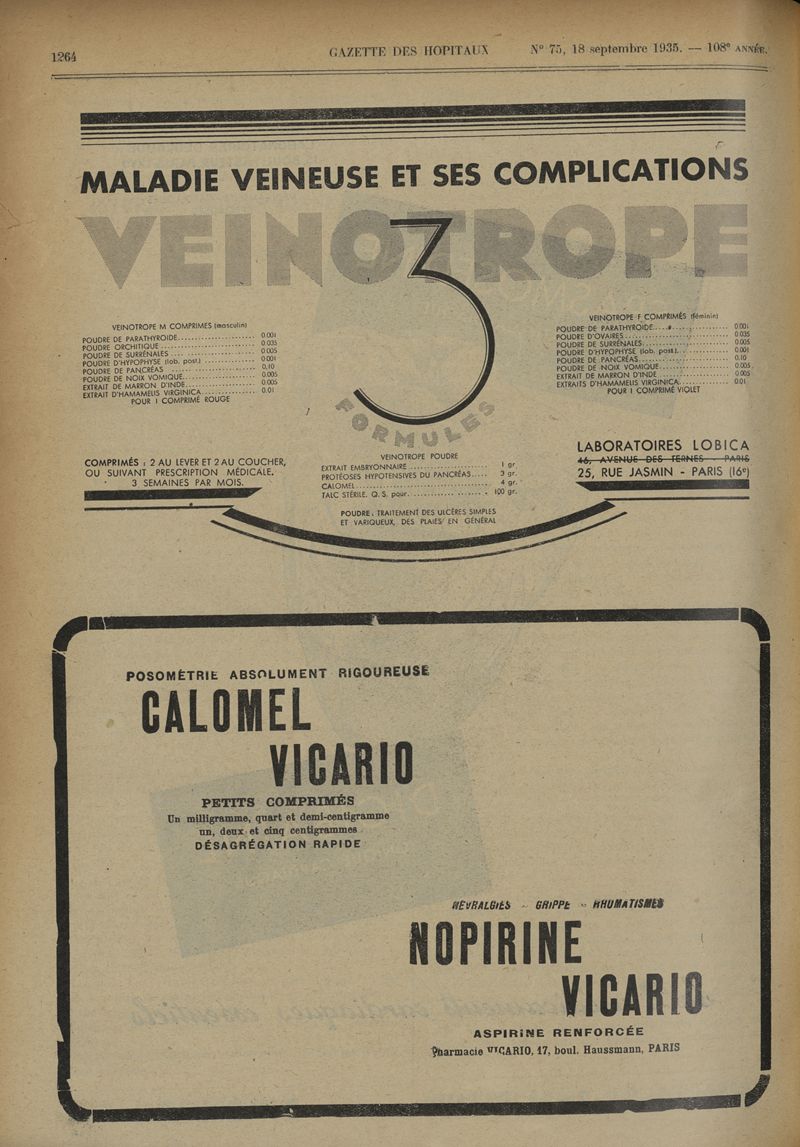 1264 GAZETTE DES HOPITAUX N° 75, 18 septembre 1935. — 108e ANNÉE.
MALADIE VEINEUSE ET SES COMPLICATIONS
VEINOTROPE
3
FORMULES
VEINOTROPE M COMPRIMES (masculin)
POUDRE DE PARATHYROIDE........................ 0.001
POUDRE ORCHITIQUE........................ 0.035
POUDRE DE SURRÉNALES........................ 0.005
POUDRE D'HYPOPHYSE (lob. post.)................ 0.001
POUDRE DE PANCRÉAS........................ 0,10
POUDRE DE NOIX VOMIQUE........................ 0.005
EXTRAIT DE MARRON D'INDE........................ 0.005
EXTRAIT D'HAMAMELIS VIRGINICA................ 0.01
POUR 1 COMPRIMÉ ROUGE
VEINOTROPE F COMPRIMÉS (féminin)
POUDRE DE PARATHYROIDE........................ 0.001
POUDRE D'OVAIRES........................ 0.035
POUDRE DE SURRÉNALES........................ 0.005
POUDRE D'HYPOPHYSE (lob. post.)................ 0.001
POUDRE DE PANCRÉAS........................ 0.10
POUDRE DE NOIX VOMIQUE........................ 0.005
EXTRAIT DE MARRON D'INDE........................ 0.005
EXTRAITS D'HAMAMELIS VIRGINICA................ 0.01
POUR 1 COMPRIMÉ VIOLET
COMPRIMÉS : 2 AU LEVER ET 2 AU COUCHER,
OU SUIVANT PRESCRIPTION MÉDICALE.
3 SEMAINES PAR MOIS.
VEINOTROPE POUDRE
EXTRAIT EMBRYONNAIRE........................ 1 gr.
PROTÉOSES HYPOTENSIVES DU PANCRÉAS..... 3 gr.
CALOMEL........................ 4 gr.
TALC STÉRILE. Q. S. pour........................ 100 gr.
POUDRE : TRAITEMENT DES ULCÈRES SIMPLES
ET VARIQUEUX, DES PLAIES EN GÉNÉRAL
LABORATOIRES LOBICA
46, AVENUE DES TERNES - PARIS
25, RUE JASMIN - PARIS (16e)
POSOMÉTRIE ABSOLUMENT RIGOUREUSE
CALOMEL
VICARIO
PETITS COMPRIMÉS
Un milligramme, quart et demi-centigramme
un, deux et cinq centigrammes
DÉSAGRÉGATION RAPIDE
NEVRALGIES - GRIPPE - RHUMATISMES
NOPIRINE
VICARIO
ASPIRINE RENFORCÉE
Pharmacie VICARIO, 17, boul. Haussmann, PARIS